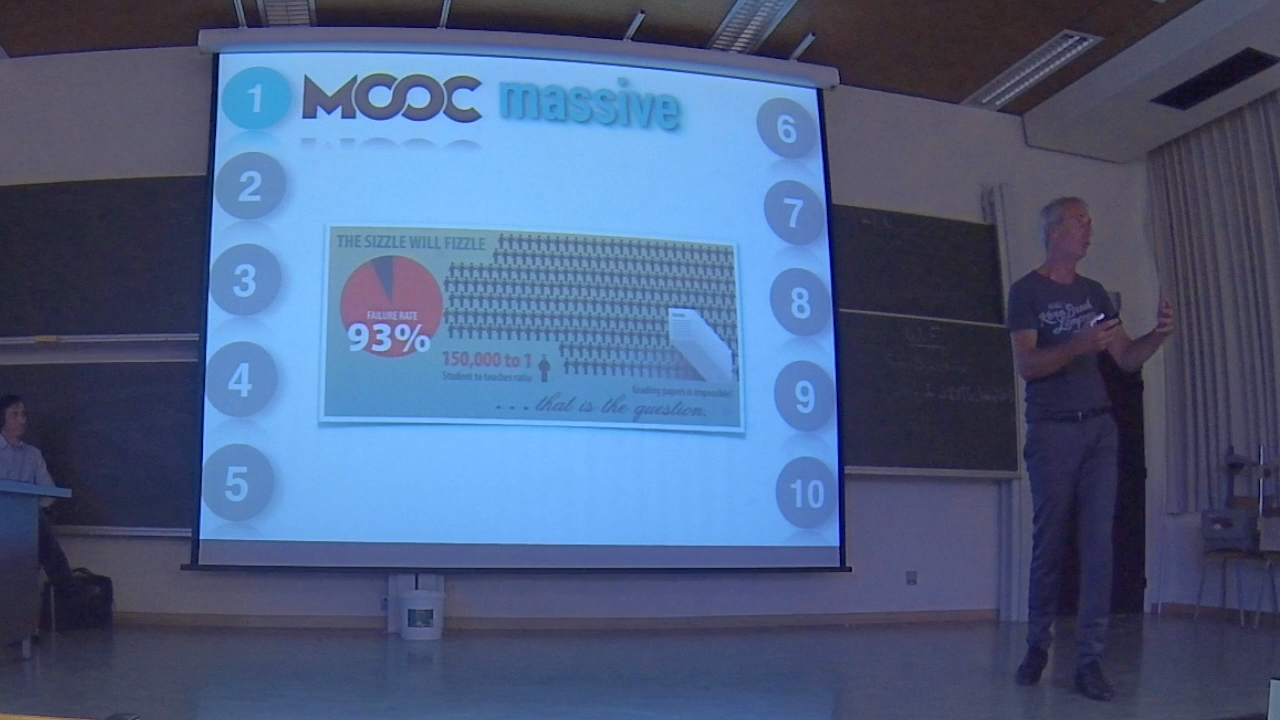 1
MOOC massive
2
3
4
5
6
7
8
9
10
THE SIZZLE WILL FIZZLE
FAILURE RATE
93%
150,000 to 1
Student to teacher ratio
Grading papers is impossible!
...that is the question.